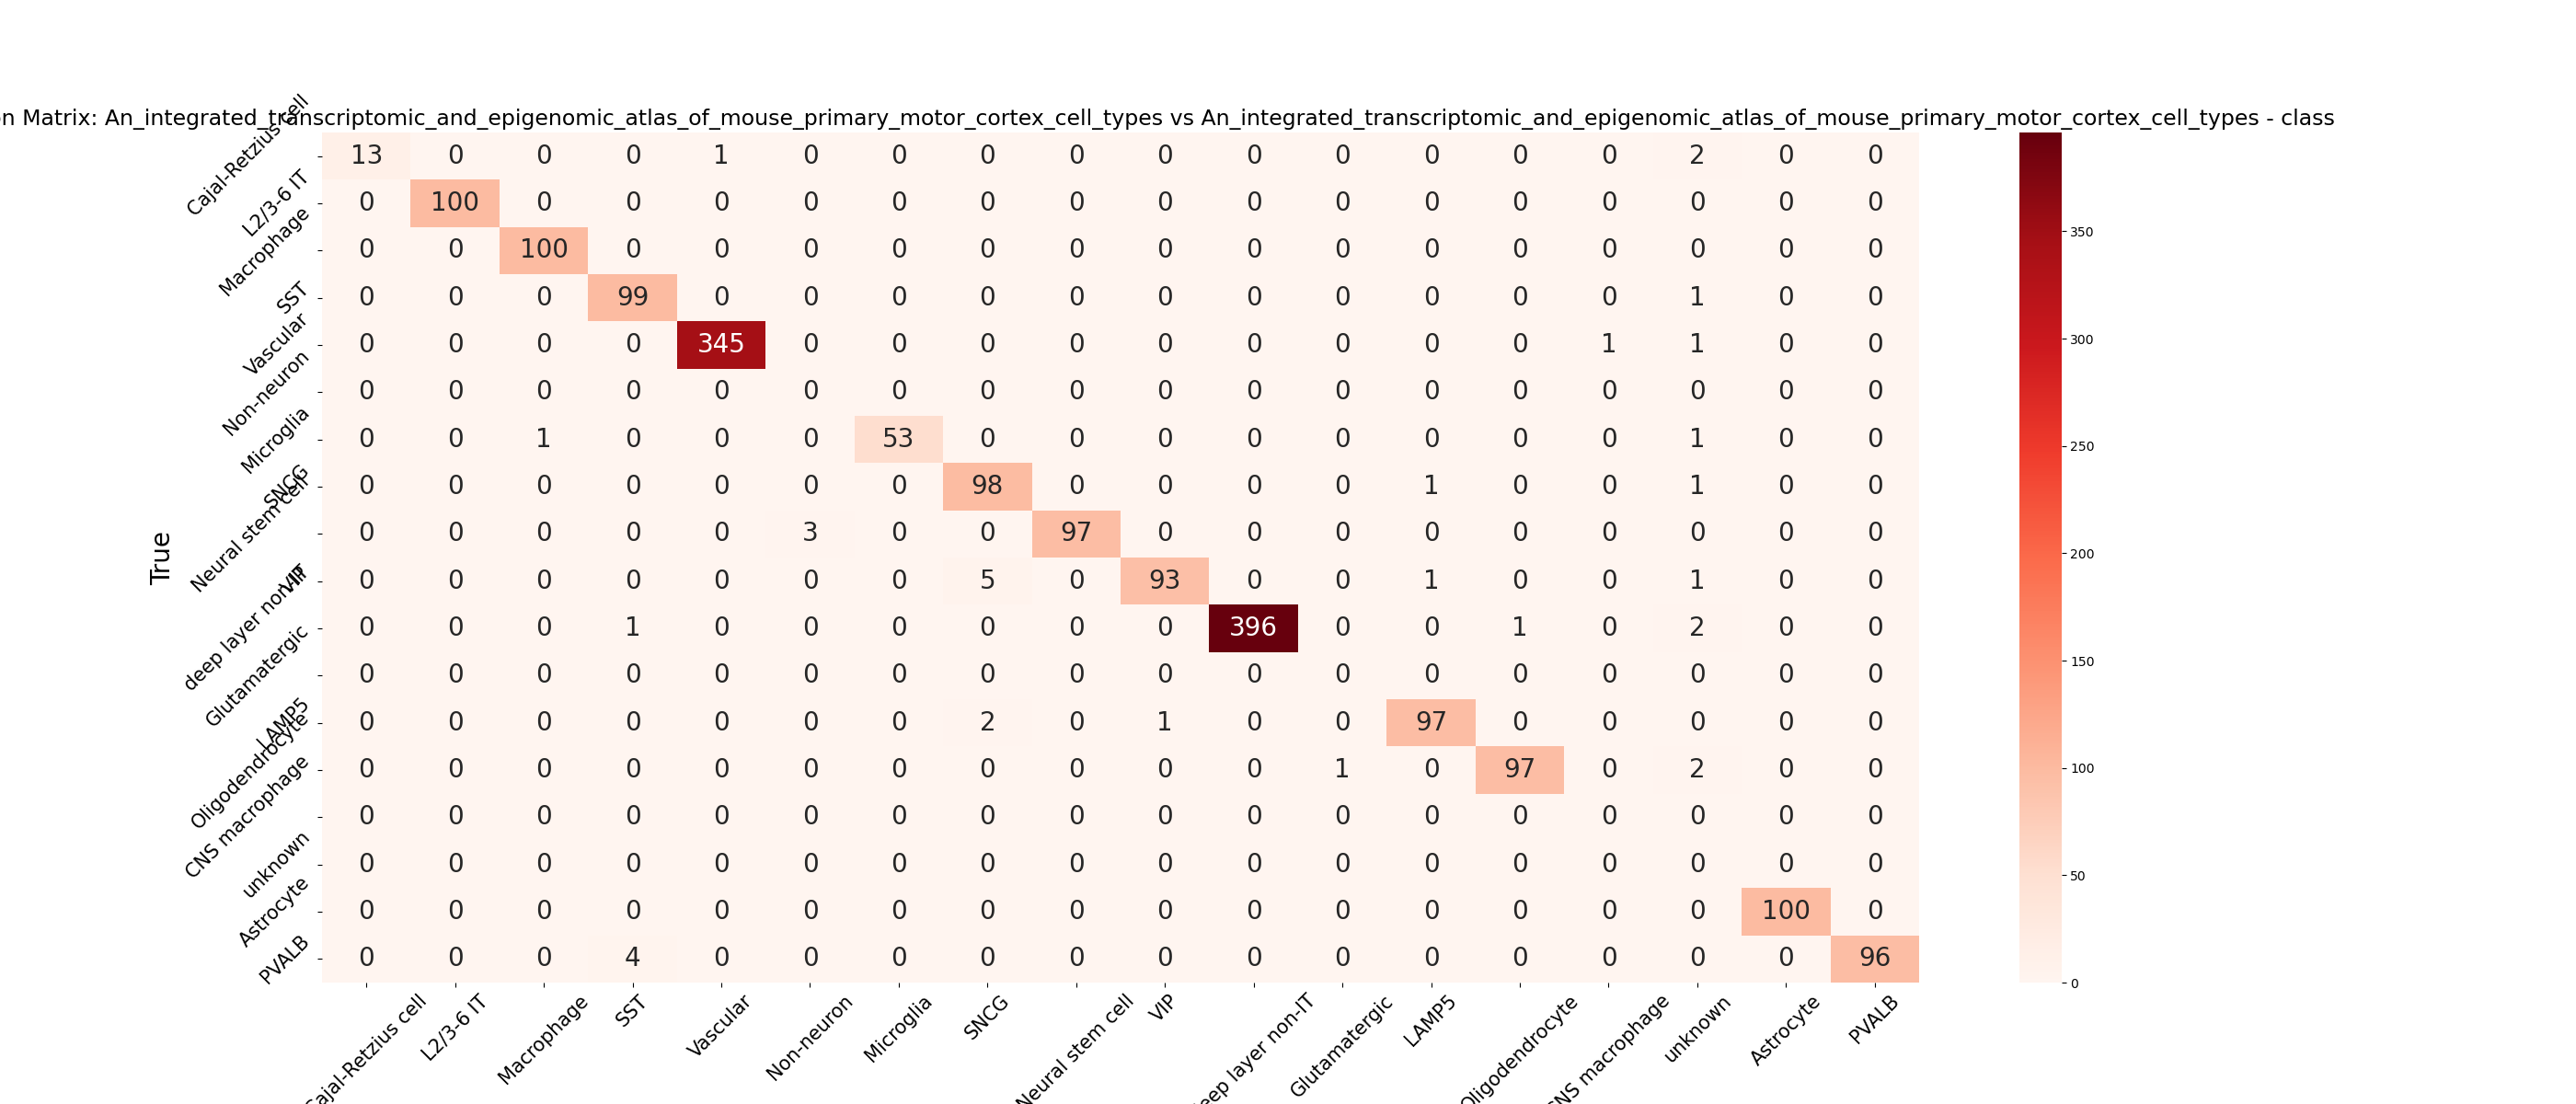 n Matrix: An_integrated_transcriptomic_and_epigenomic_atlas_of_mouse_primary_motor_cortex_cell_types vs An_integrated_transcriptomic_and_epigenomic_atlas_of_mouse_primary_motor_cortex_cell_types - class
True
Cajal-Retzius cell 13 0 0 0 1 0 0 0 0 0 0 0 0 0 0 2 0 0
L2/3-6 IT 0 100 0 0 0 0 0 0 0 0 0 0 0 0 0 0 0 0
Macrophage 0 0 100 0 0 0 0 0 0 0 0 0 0 0 0 0 0 0
SST 0 0 0 99 0 0 0 0 0 0 0 0 0 0 0 1 0 0
Vascular 0 0 0 0 345 0 0 0 0 0 0 0 0 0 1 1 0 0
Non-neuron 0 0 0 0 0 0 0 0 0 0 0 0 0 0 0 0 0 0
Microglia 0 0 1 0 0 0 53 0 0 0 0 0 0 0 0 1 0 0
SNCG 0 0 0 0 0 0 0 98 0 0 0 0 1 0 0 1 0 0
Neural stem cell 0 0 0 0 0 3 0 0 97 0 0 0 0 0 0 0 0 0
VIP 0 0 0 0 0 0 0 5 0 93 0 0 1 0 0 1 0 0
deep layer non-IT 0 0 0 1 0 0 0 0 0 0 396 0 0 1 0 2 0 0
Glutamatergic 0 0 0 0 0 0 0 0 0 0 0 0 0 0 0 0 0 0
LAMP5 0 0 0 0 0 0 0 2 0 1 0 0 97 0 0 0 0 0
Oligodendrocyte 0 0 0 0 0 0 0 0 0 0 0 1 0 97 0 2 0 0
CNS macrophage 0 0 0 0 0 0 0 0 0 0 0 0 0 0 0 0 0 0
unknown 0 0 0 0 0 0 0 0 0 0 0 0 0 0 0 0 0 0
Astrocyte 0 0 0 0 0 0 0 0 0 0 0 0 0 0 0 0 100 0
PVALB 0 0 0 4 0 0 0 0 0 0 0 0 0 0 0 0 0 96
Cajal-Retzius cell L2/3-6 IT Macrophage SST Vascular Non-neuron Microglia SNCG Neural stem cell VIP eep layer non-IT Glutamatergic LAMP5 Oligodendrocyte CNS macrophage unknown Astrocyte PVALB
350
300
250
200
150
100
50
0